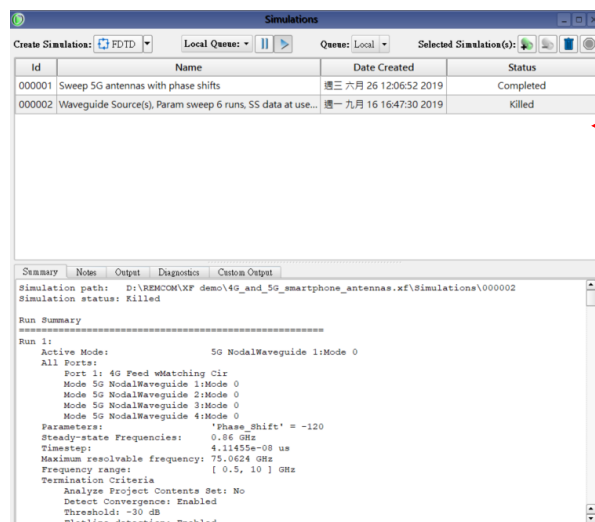 Simulations
Create Simulation: FDTD Local Queue: Queue: Local Selected Simulation(s):
Id Name Date Created Status
000001 Sweep 5G antennas with phase shifts 週三 六月 26 12:06:52 2019 Completed
000002 Waveguide Source(s), Param sweep 6 runs, SS data at use... 週一 九月 16 16:47:30 2019 Killed
Summary Notes Output Diagnostics Custom Output
Simulation path: D:\REMCOM\XF demo\4G_and_5G_smartphone_antennas.xf\Simulations\000002
Simulation status: Killed
Run Summary
======================================================
Run 1:
Active Mode: 5G NodalWaveguide 1:Mode 0
All Ports:
Port 1: 4G Feed wMatching Cir
Mode 5G NodalWaveguide 1:Mode 0
Mode 5G NodalWaveguide 2:Mode 0
Mode 5G NodalWaveguide 3:Mode 0
Mode 5G NodalWaveguide 4:Mode 0
Parameters: 'Phase_Shift' = -120
Steady-state Frequencies: 0.86 GHz
Timestep: 4.11455e-08 us
Maximum resolvable frequency: 75.0624 GHz
Frequency range: [ 0.5, 10 ] GHz
Termination Criteria
Analyze Project Contents Set: No
Detect Convergence: Enabled
Threshold: -30 dB